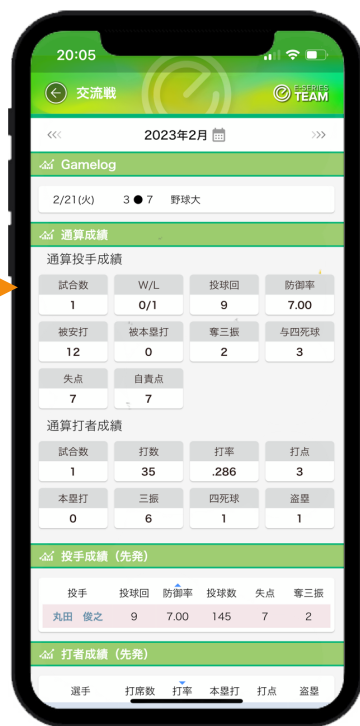 20:05
交流戦
E-SERIES
TEAM
<<< 2023年2月 >>>
Gamelog
2/21(火) 3●7 野球大
通算成績
通算投手成績
試合数 W/L 投球回 防御率
1 0/1 9 7.00
被安打 被本塁打 奪三振 与四死球
12 0 2 3
失点 自責点
7 7
通算打者成績
試合数 打数 打率 打点
1 35 .286 3
本塁打 三振 四死球 盗塁
0 6 1 1
投手成績（先発）
投手 投球回 防御率 投球数 失点 奪三振
丸田 俊之 9 7.00 145 7 2
打者成績（先発）
選手 打席数 打率 本塁打 打点 盗塁